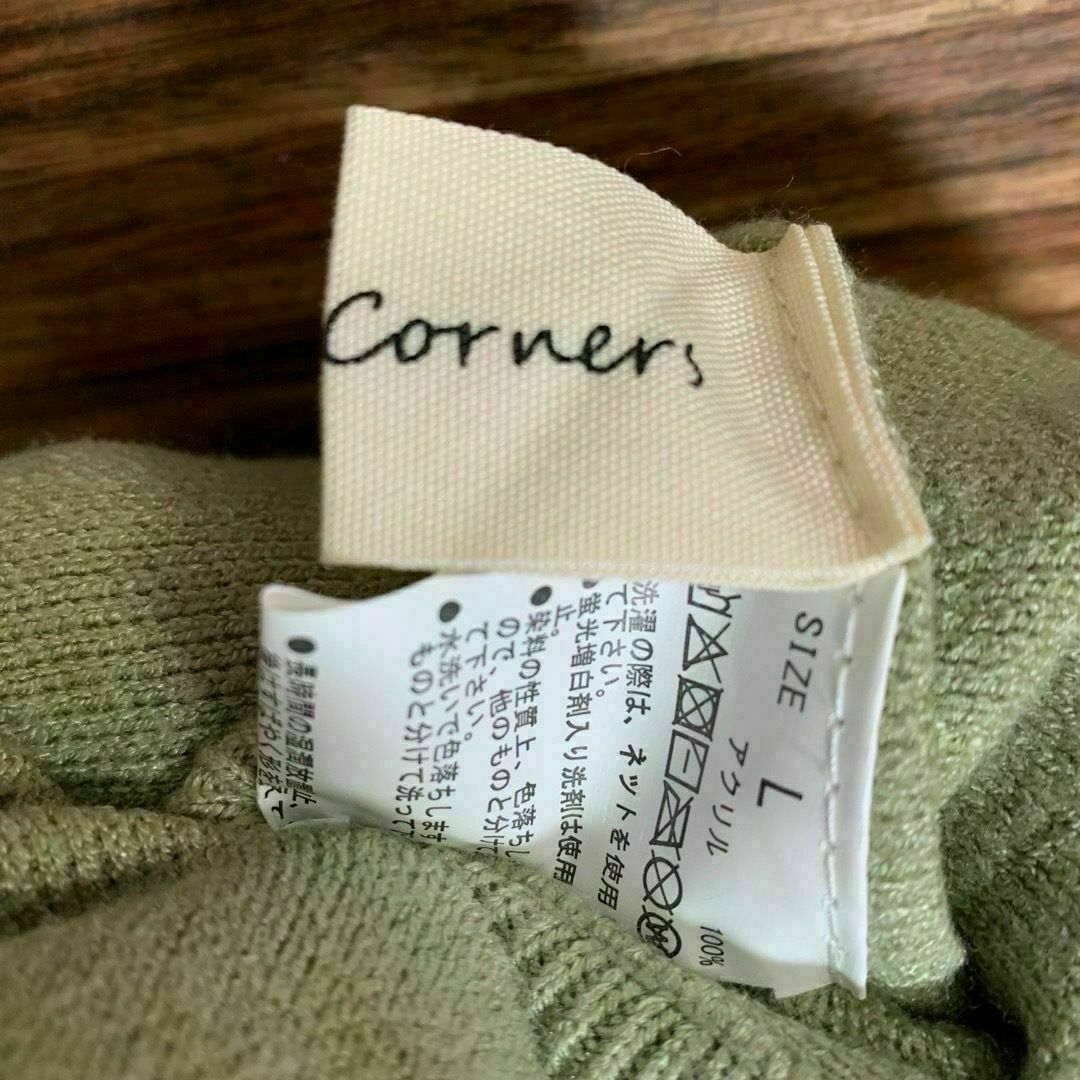 Corners
SIZE
L
アクリル 100%
洗濯の際は、ネットを使用
て下さい。
● 蛍光増白剤入り洗剤は使用
止。
● 染料の性質上、色落ちし
ので、他のものと分けて
● 水洗いで色落ちします
て下さい。
ものと分けて洗って